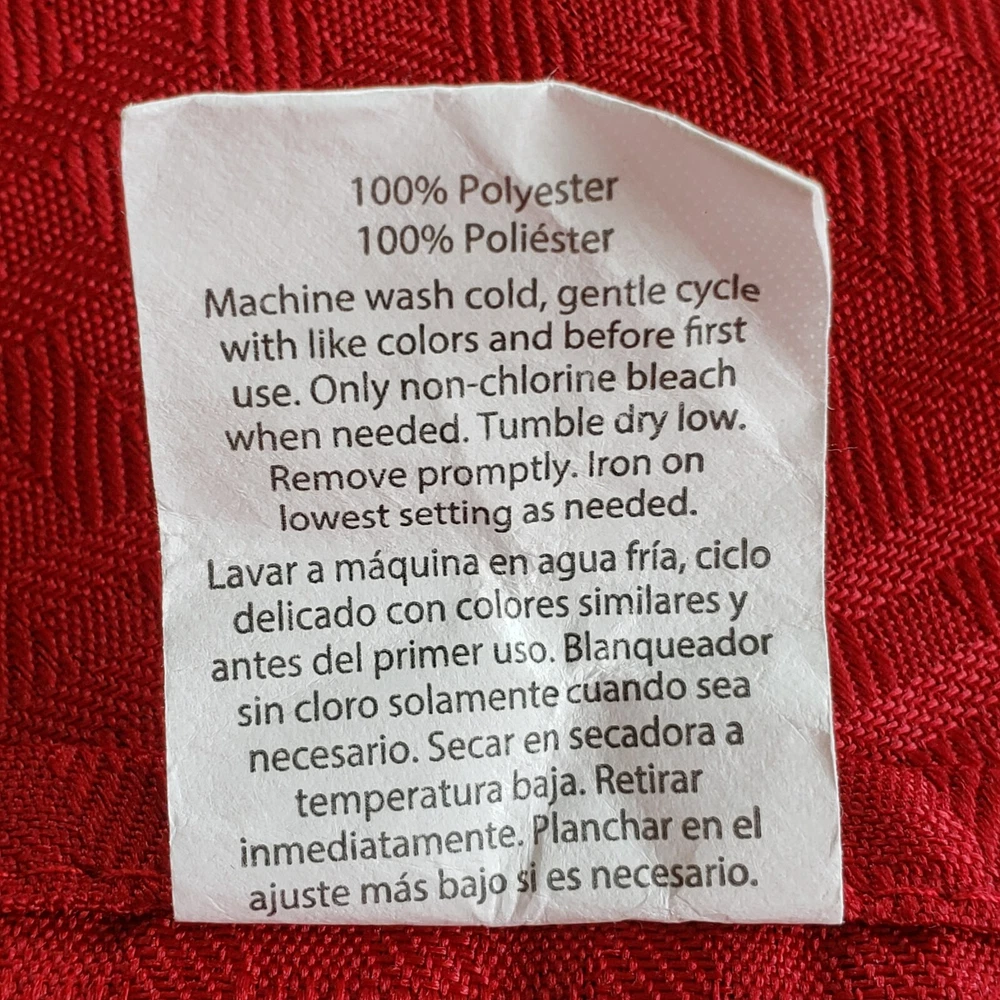 100% Polyester
100% Poliéster
Machine wash cold, gentle cycle
with like colors and before first
use. Only non-chlorine bleach
when needed. Tumble dry low.
Remove promptly. Iron on
lowest setting as needed.
Lavar a máquina en agua fría, ciclo
delicado con colores similares y
antes del primer uso. Blanqueador
sin cloro solamente cuando sea
necesario. Secar en secadora a
temperatura baja. Retirar
inmediatamente. Planchar en el
ajuste más bajo si es necesario.